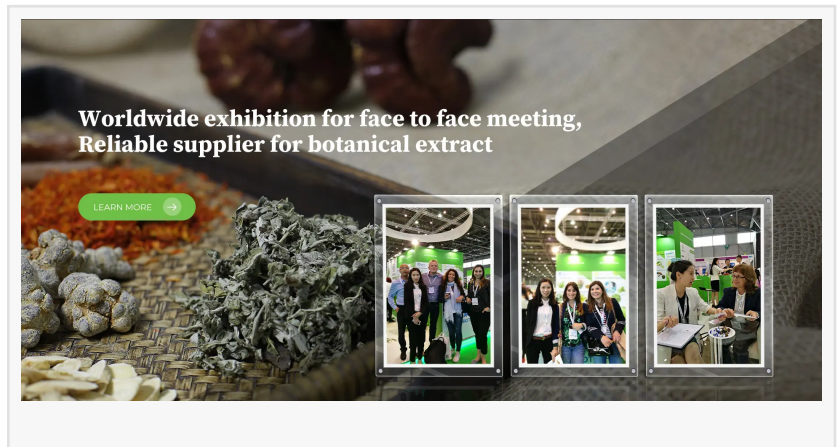 Worldwide exhibition for face to face meeting,
Reliable supplier for botanical extract
LEARN MORE